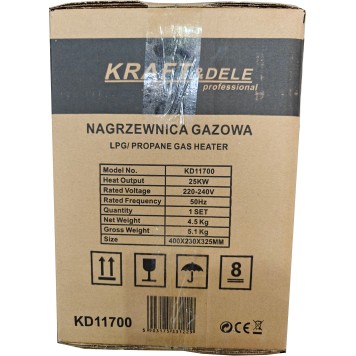 KRAFT&DELE
professional
NAGRZEWNICA GAZOWA
LPG/ PROPANE GAS HEATER
Model No. KD11700
Heat Output 25KW
Rated Voltage 220-240V
Rated Frequency 50Hz
Quantity 1 SET
Net Weight 4.5 Kg
Gross Weight 5.1 Kg
Size 400X230X325MM
8
KD11700
CE